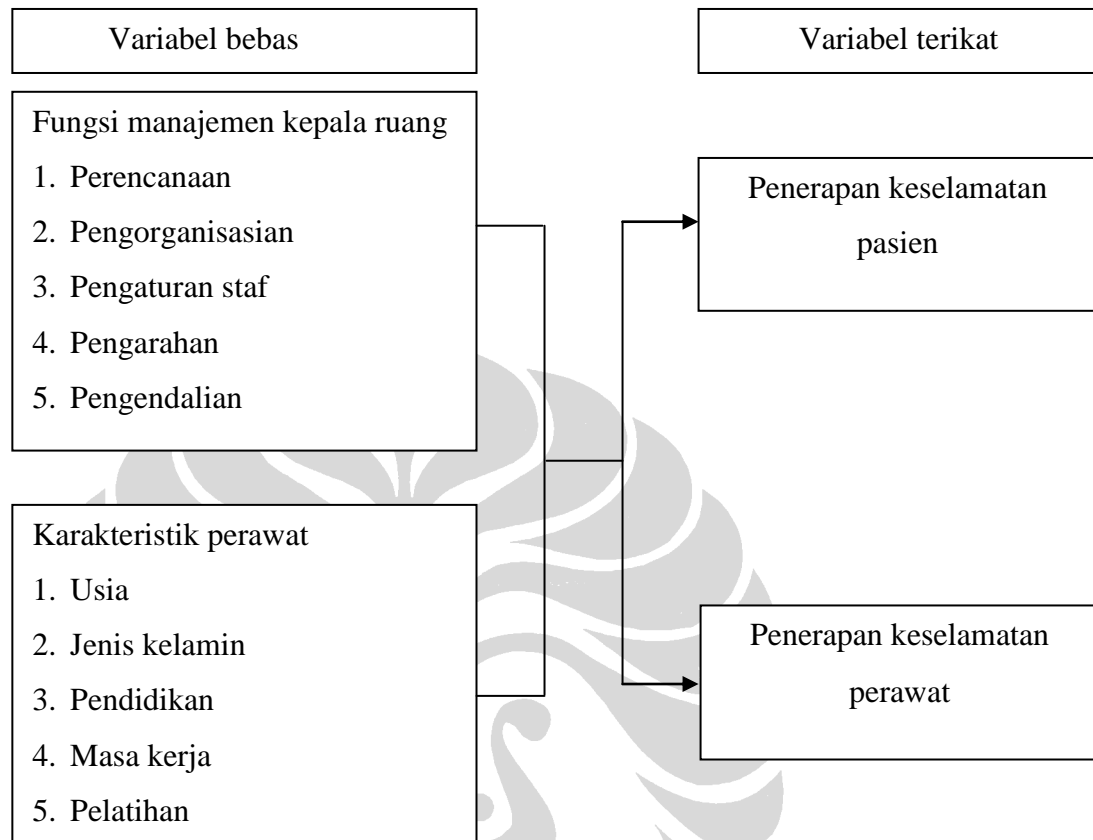 Variabel bebas
Variabel terikat
Fungsi manajemen kepala ruang
1. Perencanaan
2. Pengorganisasian
3. Pengaturan staf
4. Pengarahan
5. Pengendalian
Penerapan keselamatan
pasien
Karakteristik perawat
1. Usia
2. Jenis kelamin
3. Pendidikan
4. Masa kerja
5. Pelatihan
Penerapan keselamatan
perawat